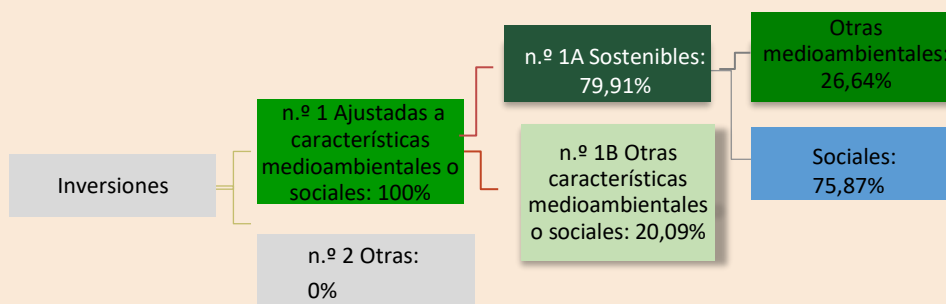 Inversiones
n.º 1 Ajustadas a
características
medioambientales o
sociales: 100%
n.º 2 Otras:
0%
n.º 1A Sostenibles:
79,91%
n.º 1B Otras
características
medioambientales
o sociales: 20,09%
Otras
medioambientales:
26,64%
Sociales:
75,87%